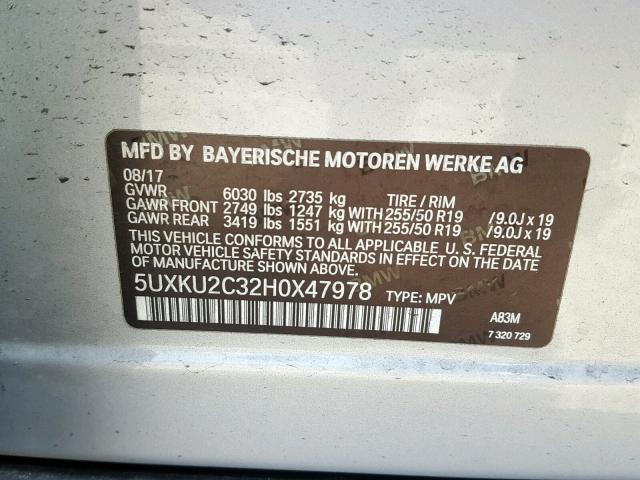 MFD BY BAYERISCHE MOTOREN WERKE AG
08/17
GVWR 6030 lbs 2735 kg TIRE / RIM
GAWR FRONT 2749 lbs 1247 kg WITH 255/50 R19 /9.0J x 19
GAWR REAR 3419 lbs 1551 kg WITH 255/50 R19 /9.0J x 19
THIS VEHICLE CONFORMS TO ALL APPLICABLE U. S. FEDERAL
MOTOR VEHICLE SAFETY STANDARDS IN EFFECT ON THE DATE
OF MANUFACTURE SHOWN ABOVE.
5UXKU2C32H0X47978 TYPE: MPV A83M
7 320 729